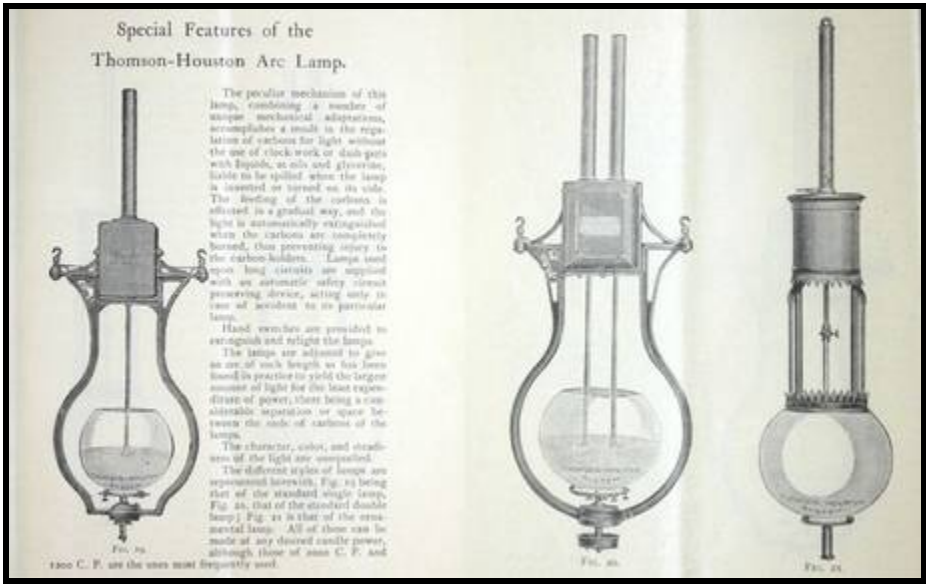 Special Features of the
Thomson-Houston Arc Lamp.
The peculiar mechanism of this
lamp, combining a number of
unique mechanical adaptations,
accomplishes a result in the regu-
lation of carbons for light without
the use of clock-work or dash-pots
with liquids, as oils and glycerine,
liable to be spilled when the lamp
is inserted or turned on its side.
The feeding of the carbons is
effected in a gradual way, and the
light is automatically extinguished
when the carbons are completely
burned, thus preventing injury to
the carbon-holders. Lamps used
upon long circuits are supplied
with an automatic safety circuit
preserving device, acting only in
case of accident to its particular
lamp.
Hand switches are provided to
extinguish and relight the lamps.
The lamps are adjusted to give
an arc of such length as has been
found in practice to yield the largest
amount of light for the least expen-
diture of power, there being a con-
siderable separation or space be-
tween the ends of carbons of the
lamps.
The character, color, and steadi-
ness of the light are unequalled.
The different styles of lamps are
represented herewith, Fig. 19 being
that of the standard single lamp,
Fig. 20, that of the standard double
lamp; Fig. 21 is that of the orna-
mental lamp. All of these can be
made of any desired candle power,
although those of 2000 C. P. and
1200 C. P. are the ones most frequently used.
Fig. 19.
Fig. 20.
Fig. 21.